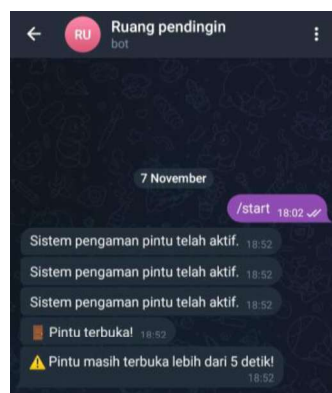 RU
Ruang pendingin
bot
7 November
/start 18:02
Sistem pengaman pintu telah aktif. 18:52
Sistem pengaman pintu telah aktif. 18:52
Sistem pengaman pintu telah aktif. 18:52
🚪 Pintu terbuka! 18:52
⚠️ Pintu masih terbuka lebih dari 5 detik!
18:52